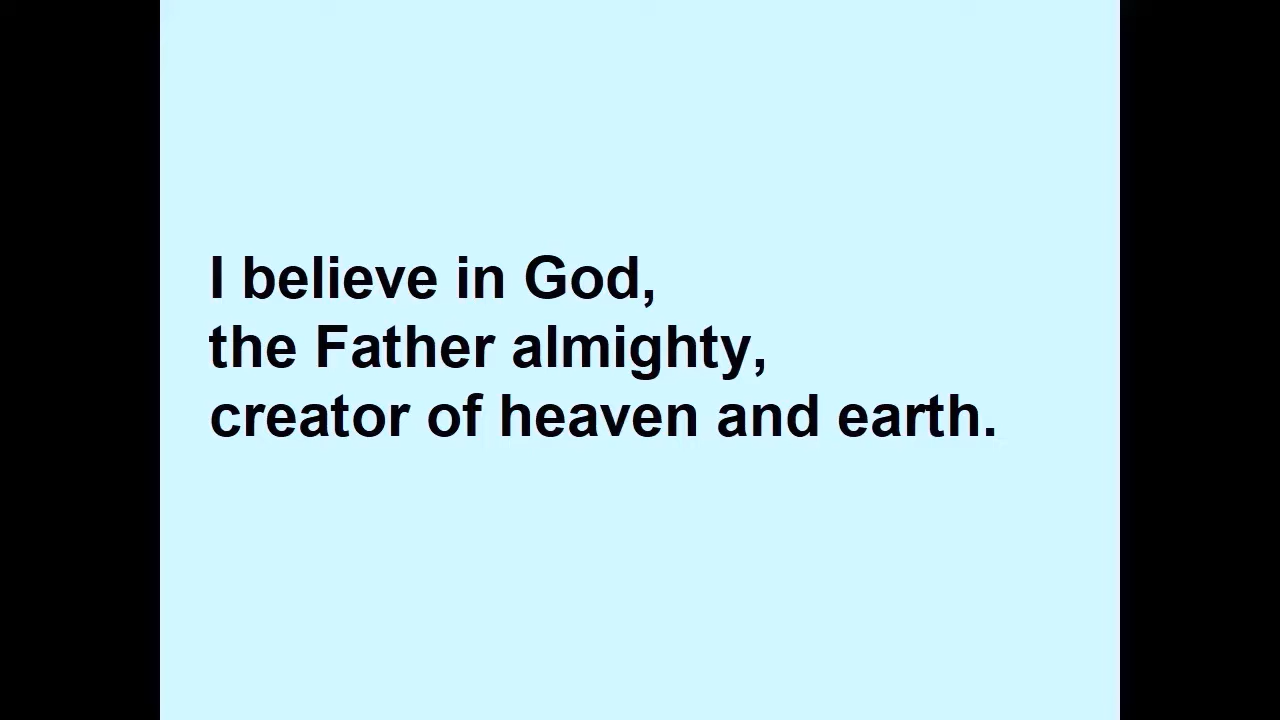 I believe in God,
the Father almighty,
creator of heaven and earth.